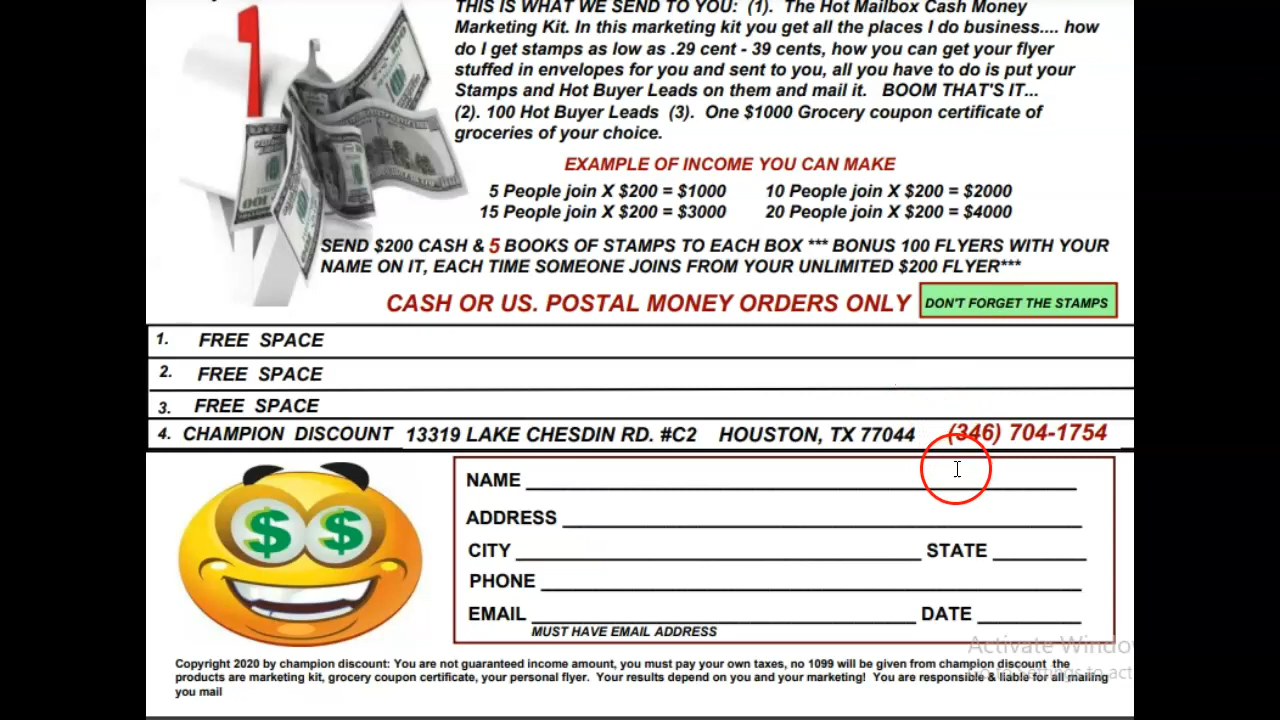 THIS IS WHAT WE SEND TO YOU: (1). The Hot Mailbox Cash Money
Marketing Kit. In this marketing kit you get all the places I do business.... how
do I get stamps as low as .29 cent - 39 cents, how you can get your flyer
stuffed in envelopes for you and sent to you, all you have to do is put your
Stamps and Hot Buyer Leads on them and mail it. BOOM THAT'S IT...
(2). 100 Hot Buyer Leads (3). One $1000 Grocery coupon certificate of
groceries of your choice.
EXAMPLE OF INCOME YOU CAN MAKE
5 People join X $200 = $1000 10 People join X $200 = $2000
15 People join X $200 = $3000 20 People join X $200 = $4000
SEND $200 CASH & 5 BOOKS OF STAMPS TO EACH BOX *** BONUS 100 FLYERS WITH YOUR
NAME ON IT, EACH TIME SOMEONE JOINS FROM YOUR UNLIMITED $200 FLYER***
CASH OR US. POSTAL MONEY ORDERS ONLY DON'T FORGET THE STAMPS
1. FREE SPACE
2. FREE SPACE
3. FREE SPACE
4. CHAMPION DISCOUNT 13319 LAKE CHESDIN RD. #C2 HOUSTON, TX 77044 (346) 704-1754
NAME
ADDRESS
CITY STATE
PHONE
EMAIL DATE
MUST HAVE EMAIL ADDRESS
Activate Windo
Copyright 2020 by champion discount: You are not guaranteed income amount, you must pay your own taxes, no 1099 will be given from champion discount the
products are marketing kit, grocery coupon certificate, your personal flyer. Your results depend on you and your marketing! You are responsible & liable for all mailing
you mail